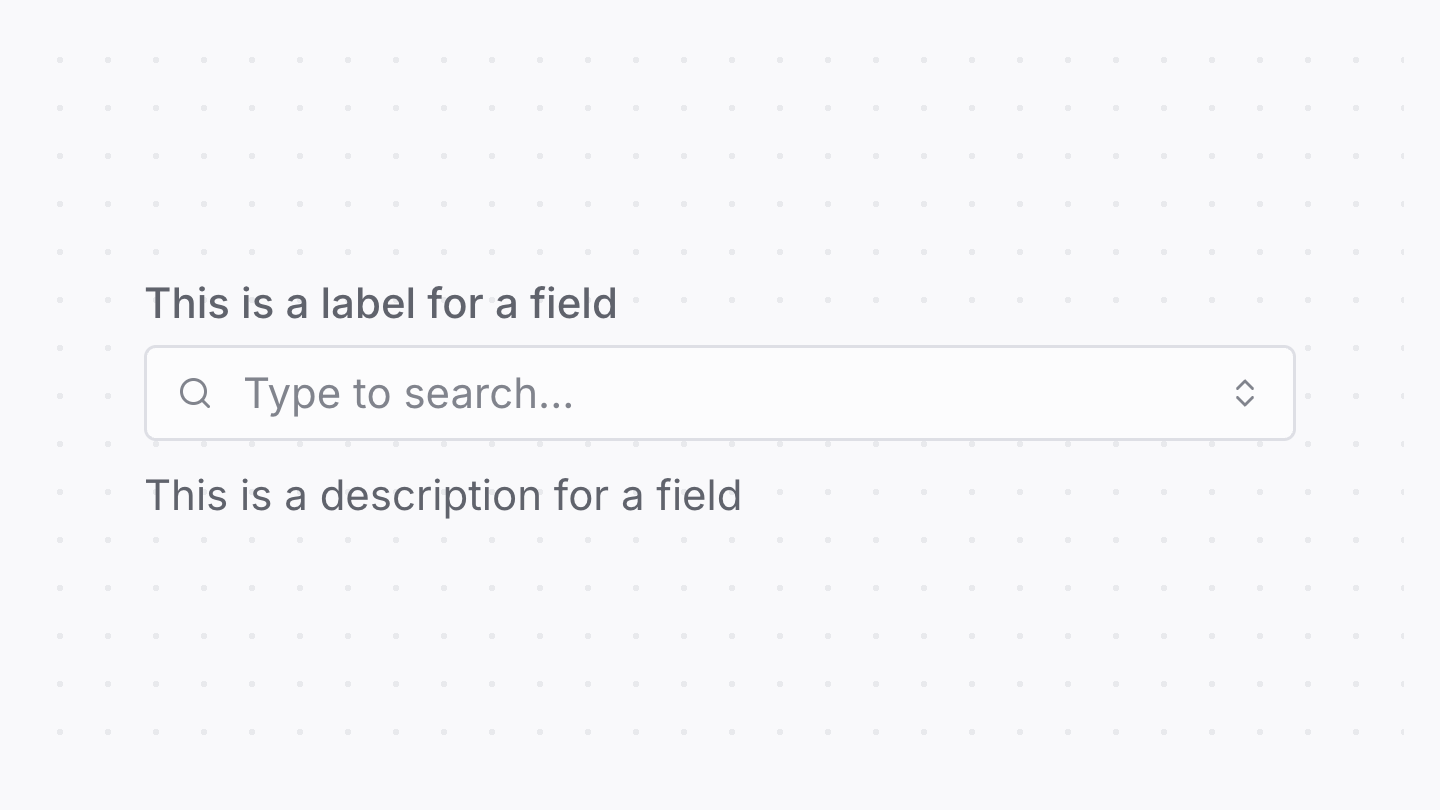 This is a label for a field
Type to search...
This is a description for a field